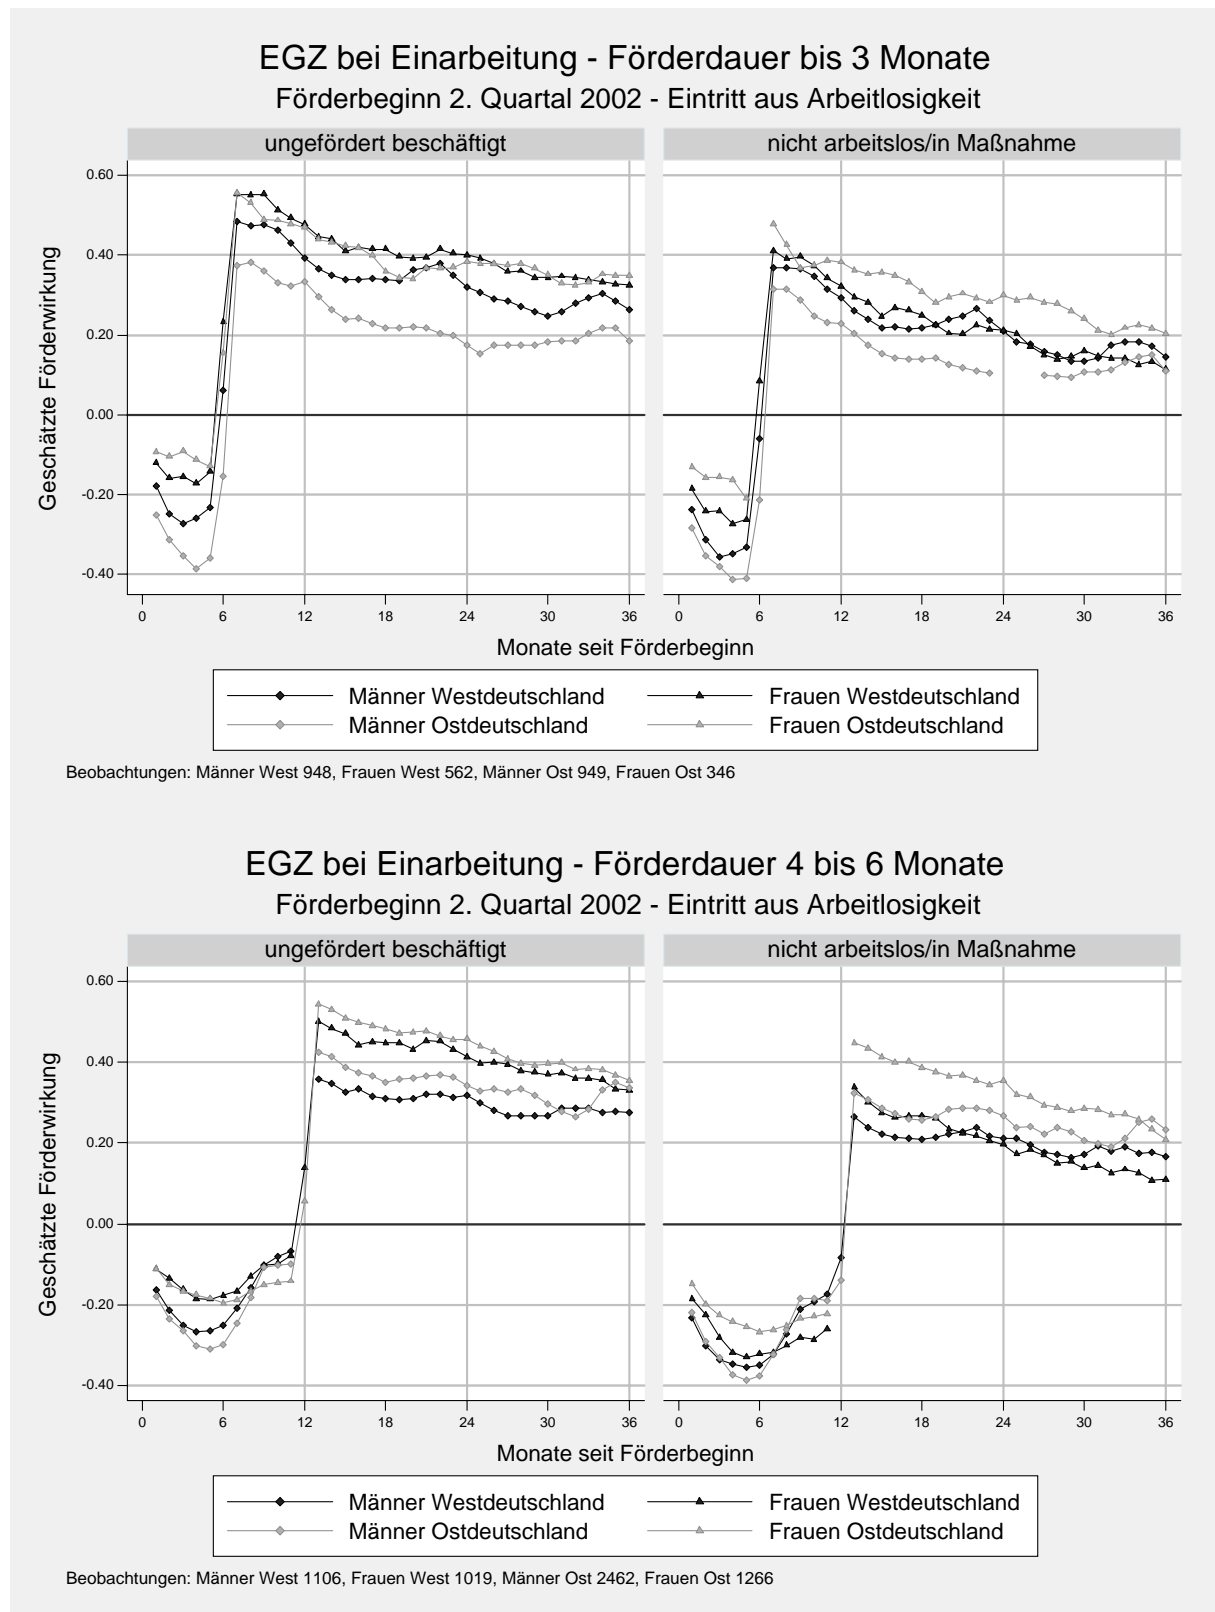 EGZ bei Einarbeitung - Förderdauer bis 3 Monate
Förderbeginn 2. Quartal 2002 - Eintritt aus Arbeitlosigkeit
ungefördert beschäftigt
nicht arbeitslos/in Maßnahme
Geschätzte Förderwirkung
0.60
0.40
0.20
0.00
-0.20
-0.40
0 6 12 18 24 30 36
0 6 12 18 24 30 36
Monate seit Förderbeginn
Männer Westdeutschland
Frauen Westdeutschland
Männer Ostdeutschland
Frauen Ostdeutschland
Beobachtungen: Männer West 948, Frauen West 562, Männer Ost 949, Frauen Ost 346
EGZ bei Einarbeitung - Förderdauer 4 bis 6 Monate
Förderbeginn 2. Quartal 2002 - Eintritt aus Arbeitlosigkeit
ungefördert beschäftigt
nicht arbeitslos/in Maßnahme
Geschätzte Förderwirkung
0.60
0.40
0.20
0.00
-0.20
-0.40
0 6 12 18 24 30 36
0 6 12 18 24 30 36
Monate seit Förderbeginn
Männer Westdeutschland
Frauen Westdeutschland
Männer Ostdeutschland
Frauen Ostdeutschland
Beobachtungen: Männer West 1106, Frauen West 1019, Männer Ost 2462, Frauen Ost 1266